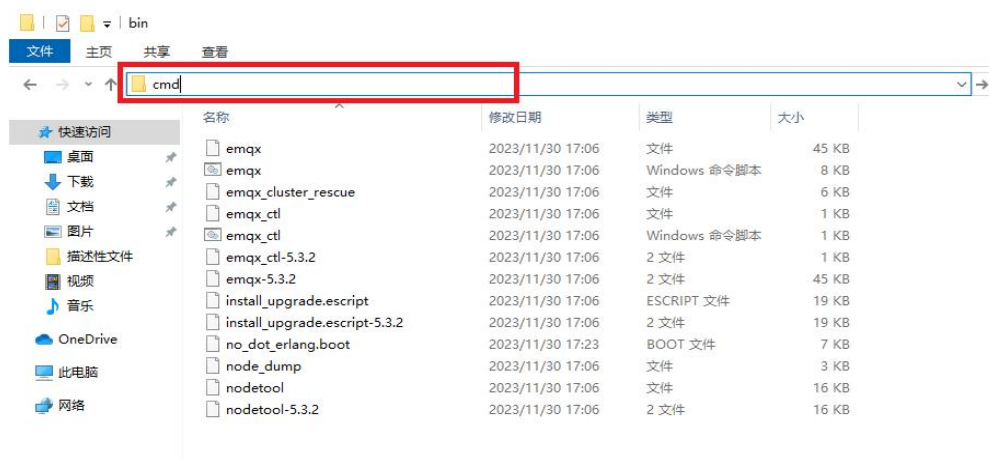 bin
文件 主页 共享 查看
cmd
名称 修改日期 类型 大小
快速访问
桌面
下载
文档
图片
描述性文件
视频
音乐
OneDrive
此电脑
网络
emqx 2023/11/30 17:06 文件 45 KB
emqx 2023/11/30 17:06 Windows 命令脚本 8 KB
emqx_cluster_rescue 2023/11/30 17:06 文件 6 KB
emqx_ctl 2023/11/30 17:06 文件 1 KB
emqx_ctl 2023/11/30 17:06 Windows 命令脚本 1 KB
emqx_ctl-5.3.2 2023/11/30 17:06 2 文件 1 KB
emqx-5.3.2 2023/11/30 17:06 2 文件 45 KB
install_upgrade.escript 2023/11/30 17:06 ESCRIPT 文件 19 KB
install_upgrade.escript-5.3.2 2023/11/30 17:06 2 文件 19 KB
no_dot_erlang.boot 2023/11/30 17:23 BOOT 文件 7 KB
node_dump 2023/11/30 17:06 文件 3 KB
nodetool 2023/11/30 17:06 文件 16 KB
nodetool-5.3.2 2023/11/30 17:06 2 文件 16 KB